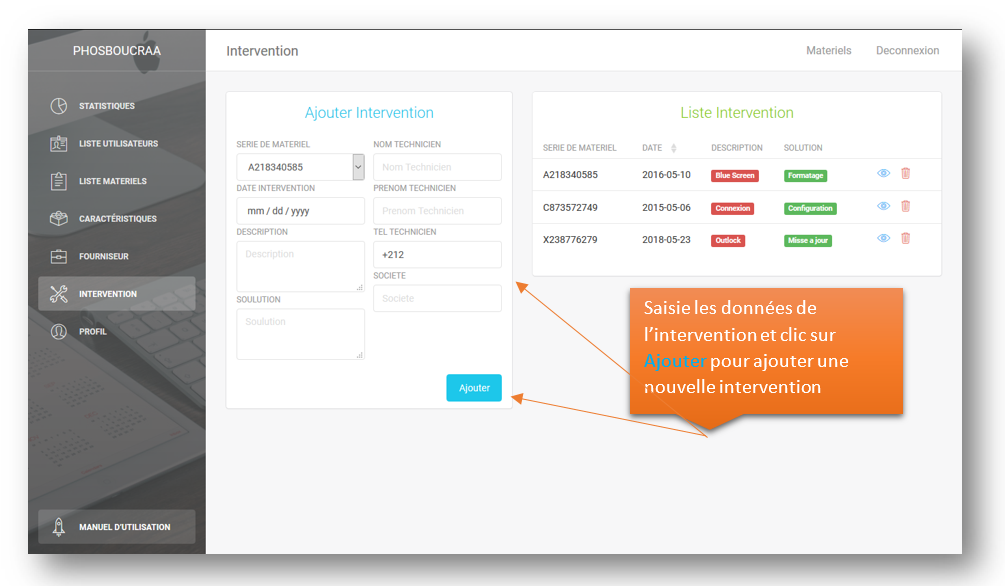 PHOSBOUCRAA
Intervention
Materiels
Deconnexion
STATISTIQUES
LISTE UTILISATEURS
LISTE MATERIELS
CARACTÉRISTIQUES
FOURNISEUR
INTERVENTION
PROFIL
MANUEL D'UTILISATION
Ajouter Intervention
SERIE DE MATERIEL
NOM TECHNICIEN
A218340585
Nom Technicien
DATE INTERVENTION
PRENOM TECHNICIEN
mm / dd / yyyy
Prenom Technicien
DESCRIPTION
TEL TECHNICIEN
Description
+212
SOCIETE
Societe
SOULUTION
Soulution
Ajouter
Liste Intervention
SERIE DE MATERIEL DATE DESCRIPTION SOLUTION
A218340585 2016-05-10 Blue Screen Formatage
C873572749 2015-05-06 Connexion Configuration
X238776279 2018-05-23 Outlock Misse a jour
Saisie les données de
l'intervention et clic sur
Ajouter pour ajouter une
nouvelle intervention